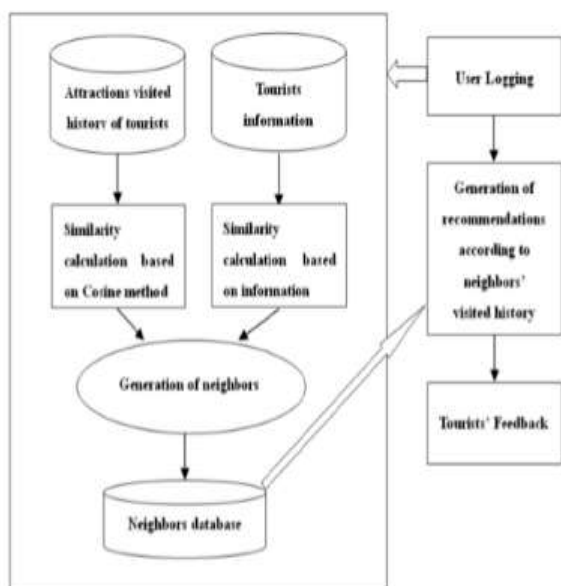 Attractions visited
history of tourists
Tourists
information
Similarity
calculation based
on Cosine method
Similarity
calculation based
on information
Generation of neighbors
Neighbors database
User Logging
Generation of
recommendations
according to
neighbors'
visited history
Tourists' Feedback